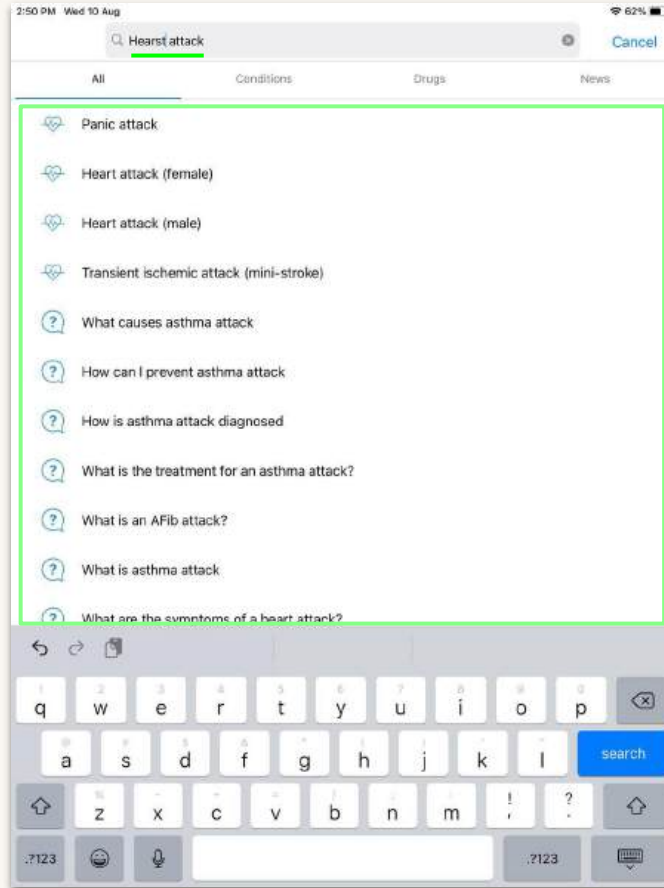 2:50 PM Wed 10 Aug 62%
Hearst attack Cancel
All Conditions Drugs News
Panic attack
Heart attack (female)
Heart attack (male)
Transient ischemic attack (mini-stroke)
? What causes asthma attack
? How can I prevent asthma attack
? How is asthma attack diagnosed
? What is the treatment for an asthma attack?
? What is an AFib attack?
? What is asthma attack
? What are the symptoms of a heart attack?
q w e r t y u i o p
a s d f g h j k l search
z x c v b n m ! , ? .
.?123 .?123